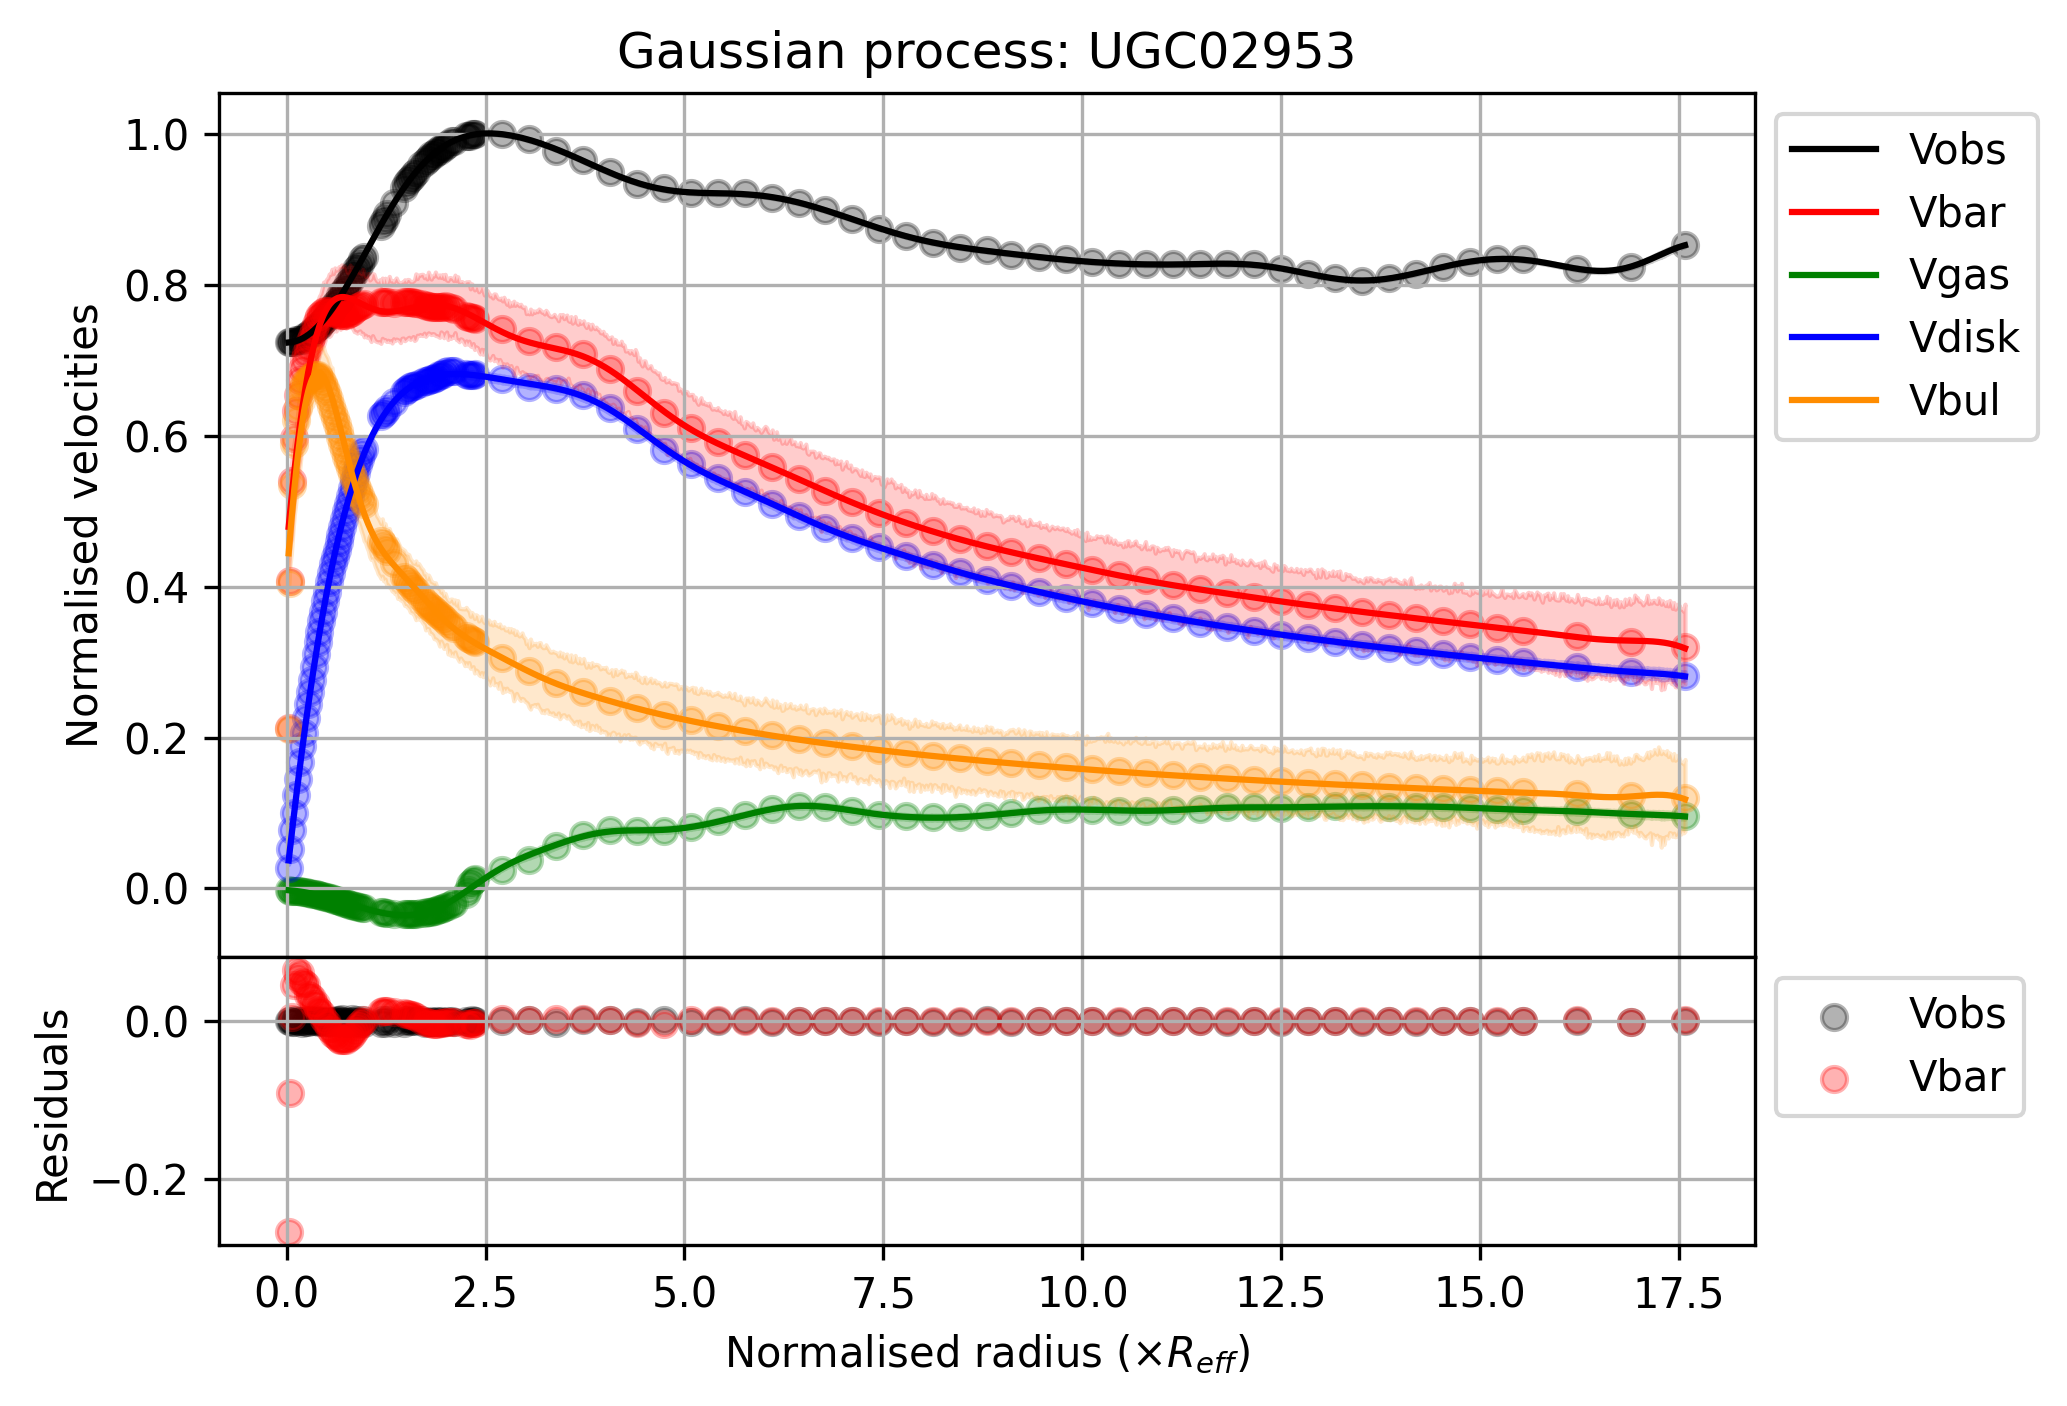 Gaussian process: UGC02953
Normalised velocities
1.0
0.8
0.6
0.4
0.2
0.0
Vobs
Vbar
Vgas
Vdisk
Vbul
Residuals
0.0
−0.2
Vobs
Vbar
0.0 2.5 5.0 7.5 10.0 12.5 15.0 17.5
Normalised radius (×R_eff)